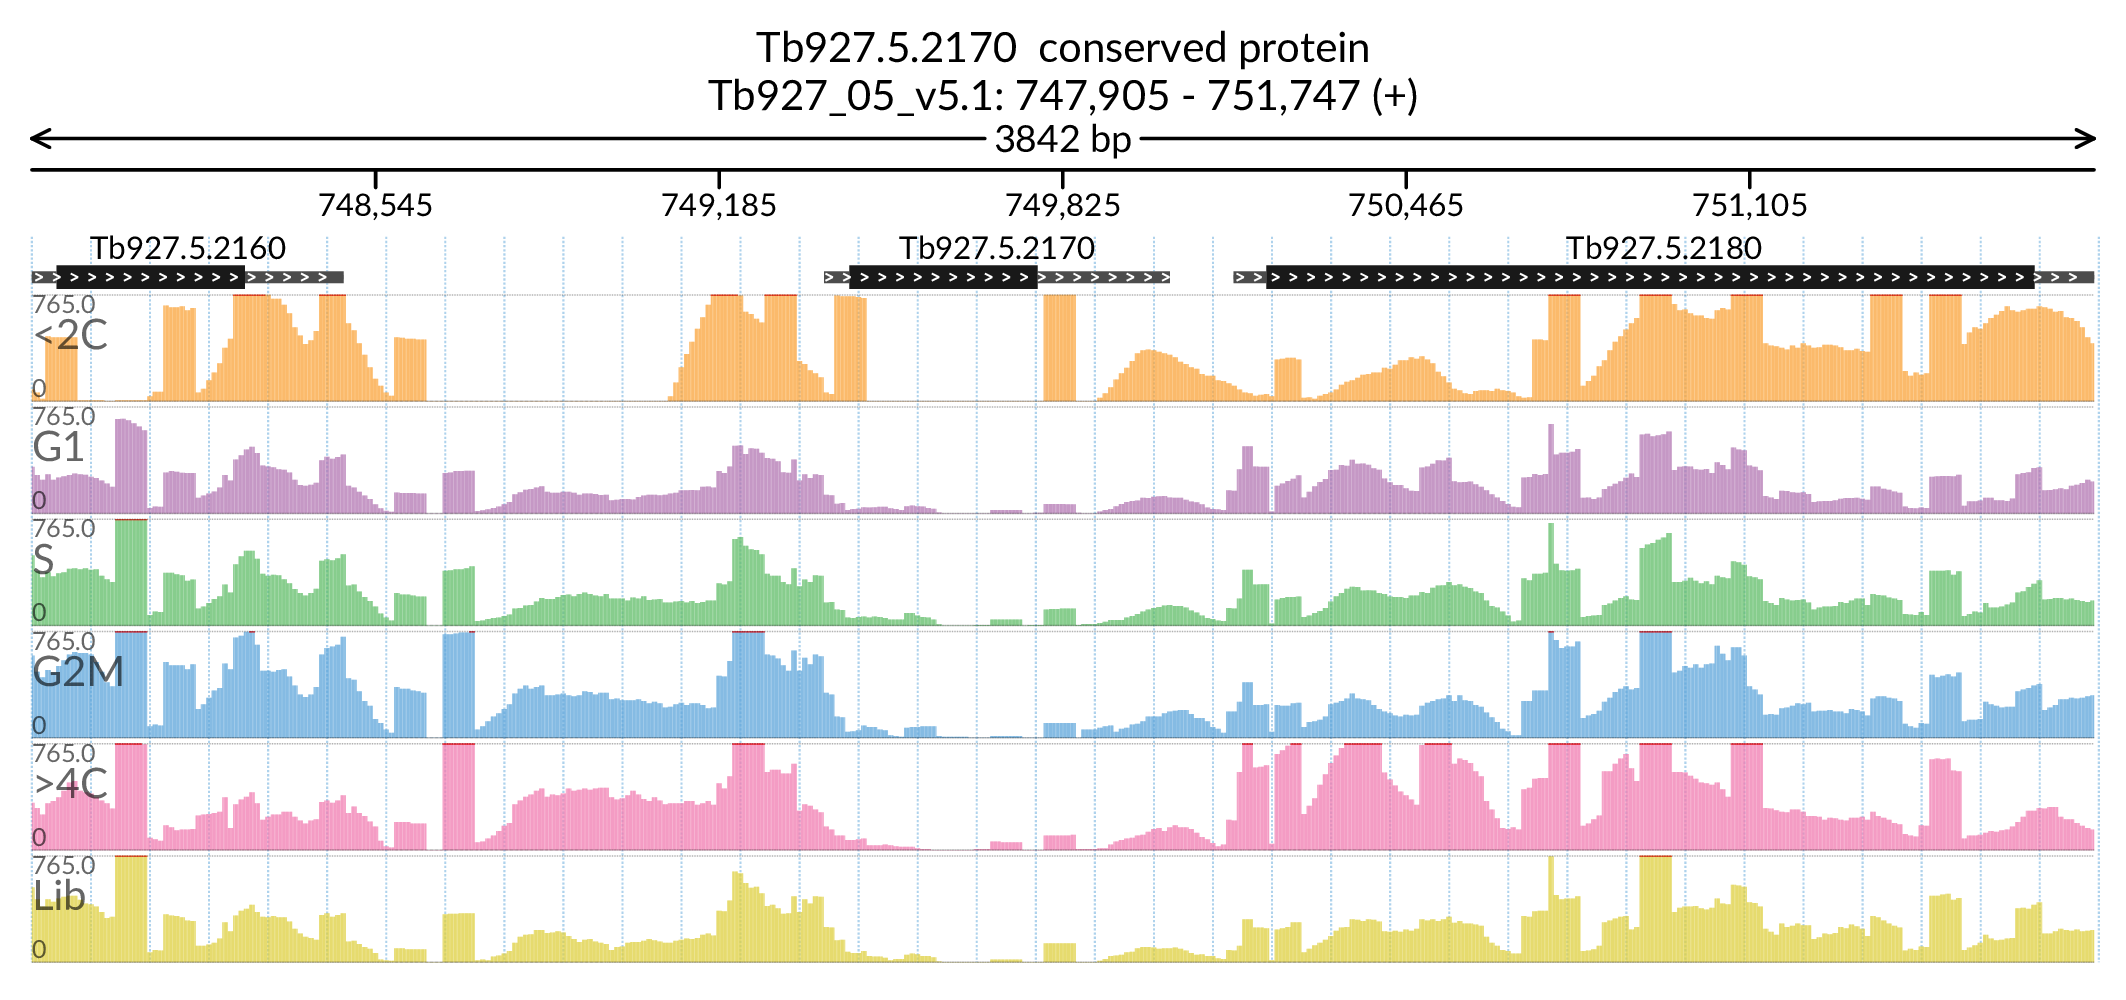 Tb927.5.2170 conserved protein
Tb927_05_v5.1: 747,905 - 751,747 (+)
3842 bp
748,545 749,185 749,825 750,465 751,105
Tb927.5.2160 Tb927.5.2170 Tb927.5.2180
765.0
<2C
0
765.0
G1
0
765.0
S
0
765.0
G2M
0
765.0
>4C
0
765.0
Lib
0